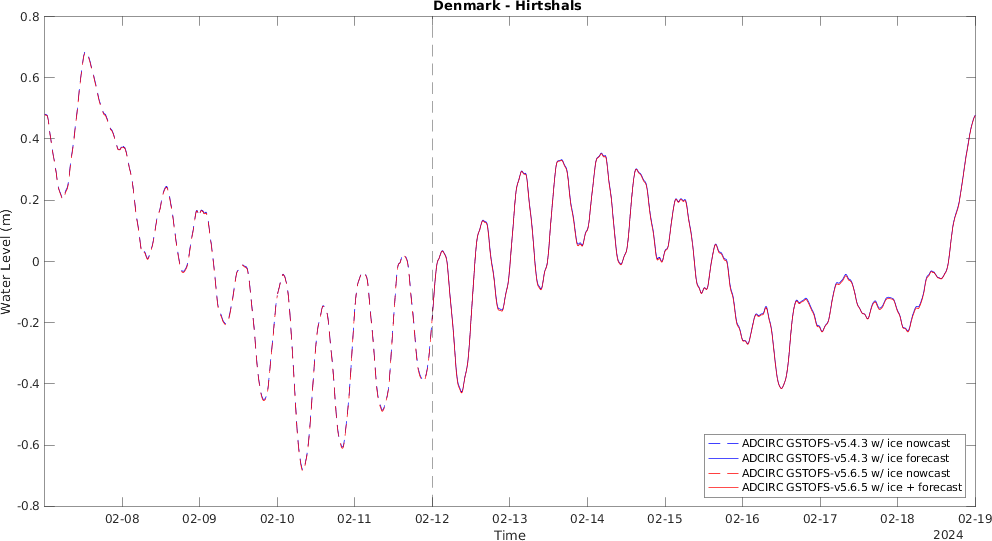 Denmark - Hirtshals
Water Level (m)
0.8
0.6
0.4
0.2
0
-0.2
-0.4
-0.6
-0.8
ADCIRC GSTOFS-v5.4.3 w/ ice nowcast
ADCIRC GSTOFS-v5.4.3 w/ ice forecast
ADCIRC GSTOFS-v5.6.5 w/ ice nowcast
ADCIRC GSTOFS-v5.6.5 w/ ice + forecast
02-08 02-09 02-10 02-11 02-12 02-13 02-14 02-15 02-16 02-17 02-18 02-19
Time
2024